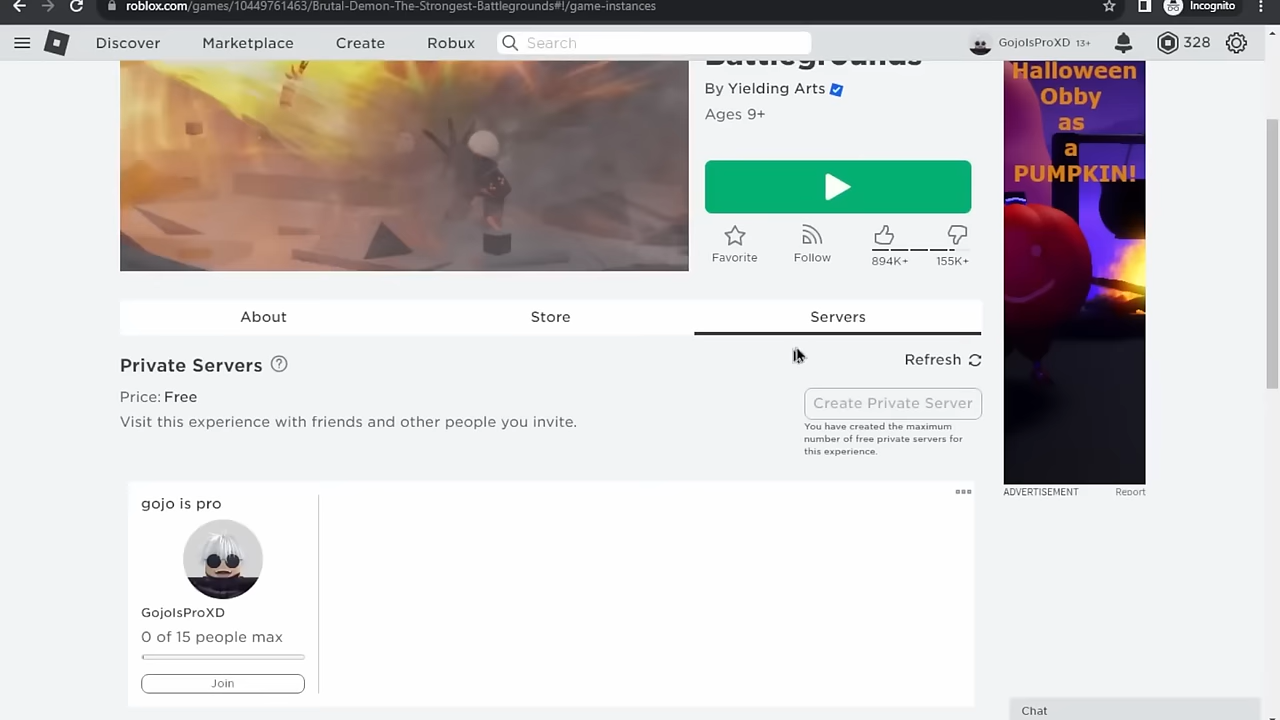 roblox.com/games/10449761463/Brutal-Demon-The-Strongest-Battlegrounds#!/game-instances
Incognito
Discover
Marketplace
Create
Robux
Search
GojoIsProXD 13+
328
Battlegrounds
By Yielding Arts
Ages 9+
Favorite
Follow
894K+
155K+
Halloween
Obby
as
a
PUMPKIN!
About
Store
Servers
Private Servers
Refresh
Price: Free
Visit this experience with friends and other people you invite.
Create Private Server
You have created the maximum
number of free private servers for
this experience.
ADVERTISEMENT
Report
gojo is pro
GojoIsProXD
0 of 15 people max
Join
Chat